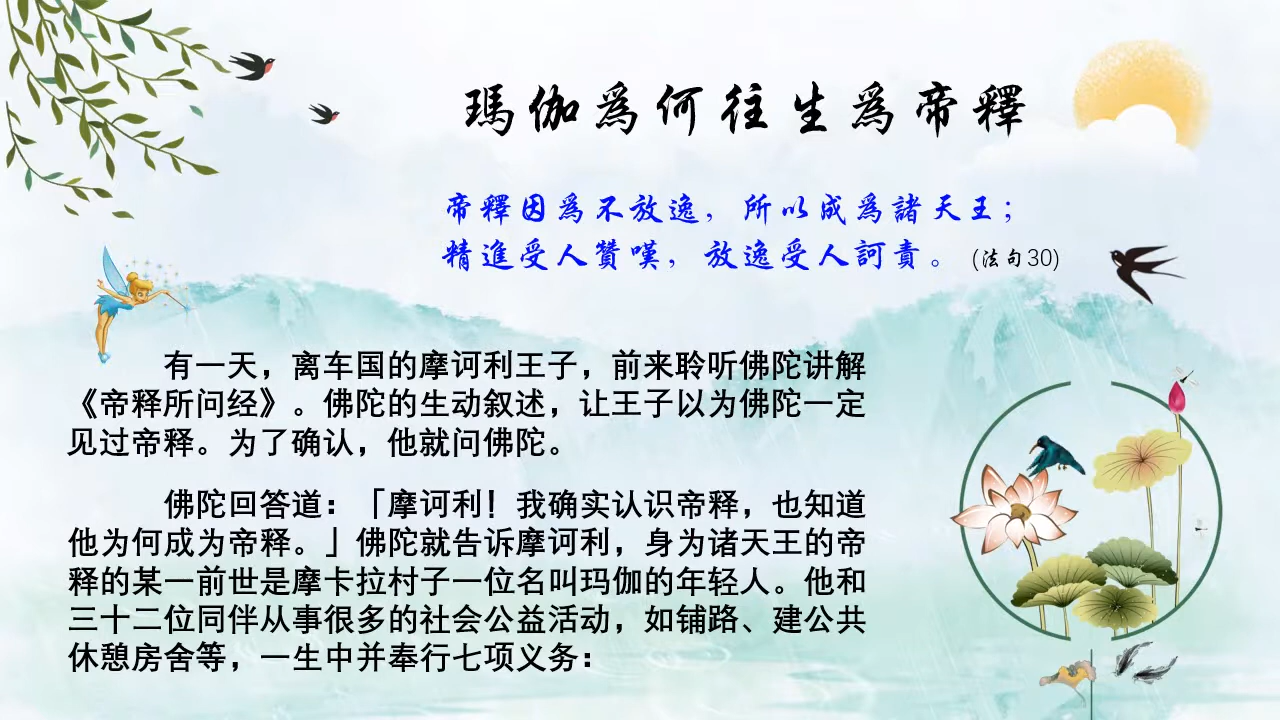 瑪伽爲何往生爲帝釋
帝釋因爲不放逸，所以成爲諸天王；
精進受人贊嘆，放逸受人訶責。(法句30)
有一天，离车国的摩诃利王子，前来聆听佛陀讲解
《帝释所问经》。佛陀的生动叙述，让王子以为佛陀一定
见过帝释。为了确认，他就问佛陀。
佛陀回答道：「摩诃利！我确实认识帝释，也知道
他为何成为帝释。」佛陀就告诉摩诃利，身为诸天王的帝
释的某一前世是摩卡拉村子一位名叫玛伽的年轻人。他和
三十二位同伴从事很多的社会公益活动，如铺路、建公共
休憩房舍等，一生中并奉行七项义务：